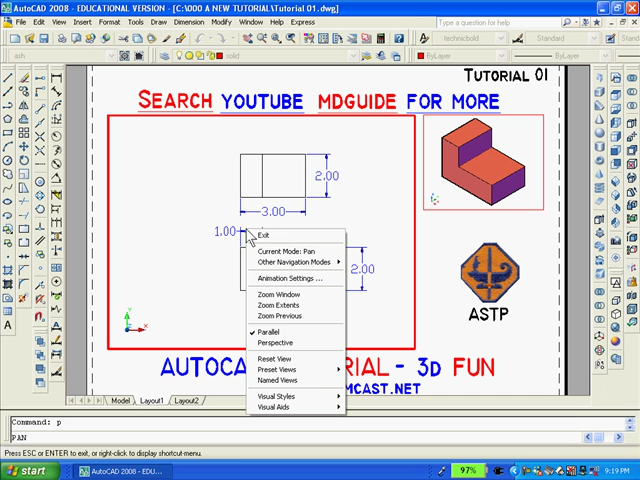 AutoCAD 2008 - EDUCATIONAL VERSION - [C:\000 A NEW TUTORIAL\Tutorial 01.dwg]
File Edit View Insert Format Tools Draw Dimension Modify Window Help Express
Type a question for help
technicbold
Standard
ash
solid
ByLayer
ByLayer
TUTORIAL 01
SEARCH YOUTUBE MDGUIDE FOR MORE
2.00
3.00
1.00
2.00
Exit
Current Mode: Pan
Other Navigation Modes
Animation Settings ...
Zoom Window
Zoom Extents
Zoom Previous
Parallel
Perspective
Reset View
Preset Views
Named Views
Visual Styles
Visual Aids
Y
X
ASTP
AUTOCA RIAL - 3D FUN
MCAST.NET
Model Layout1 Layout2
Command: p
PAN
Press ESC or ENTER to exit, or right-click to display shortcut-menu.
start
AutoCAD 2008 - EDU...
97%
9:19 PM